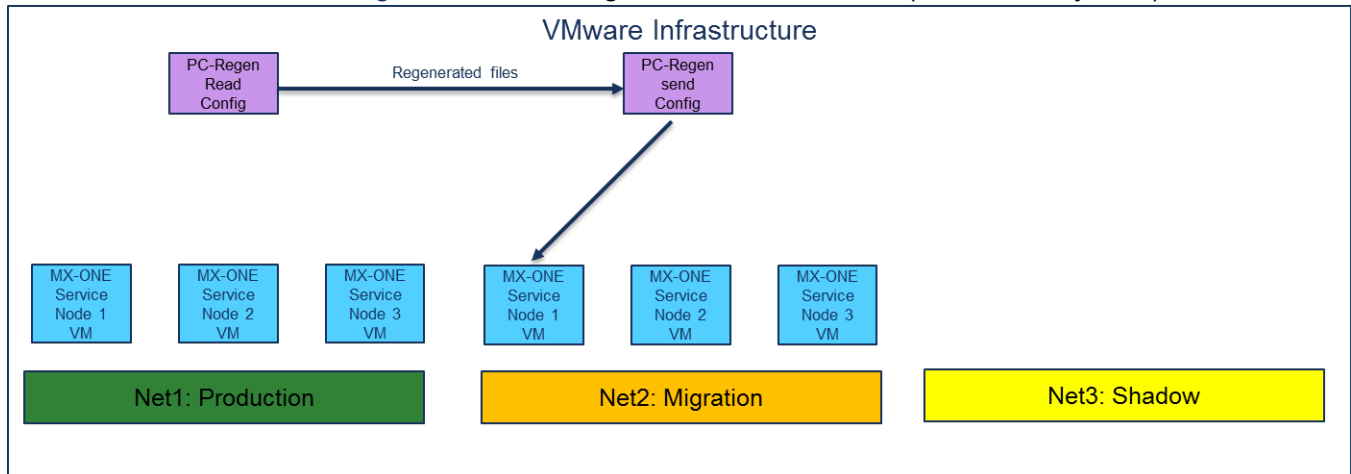 VMware Infrastructure
PC-Regen
Read
Config
Regenerated files
PC-Regen
send
Config
MX-ONE
Service
Node 1
VM
MX-ONE
Service
Node 2
VM
MX-ONE
Service
Node 3
VM
MX-ONE
Service
Node 1
VM
MX-ONE
Service
Node 2
VM
MX-ONE
Service
Node 3
VM
Net1: Production
Net2: Migration
Net3: Shadow